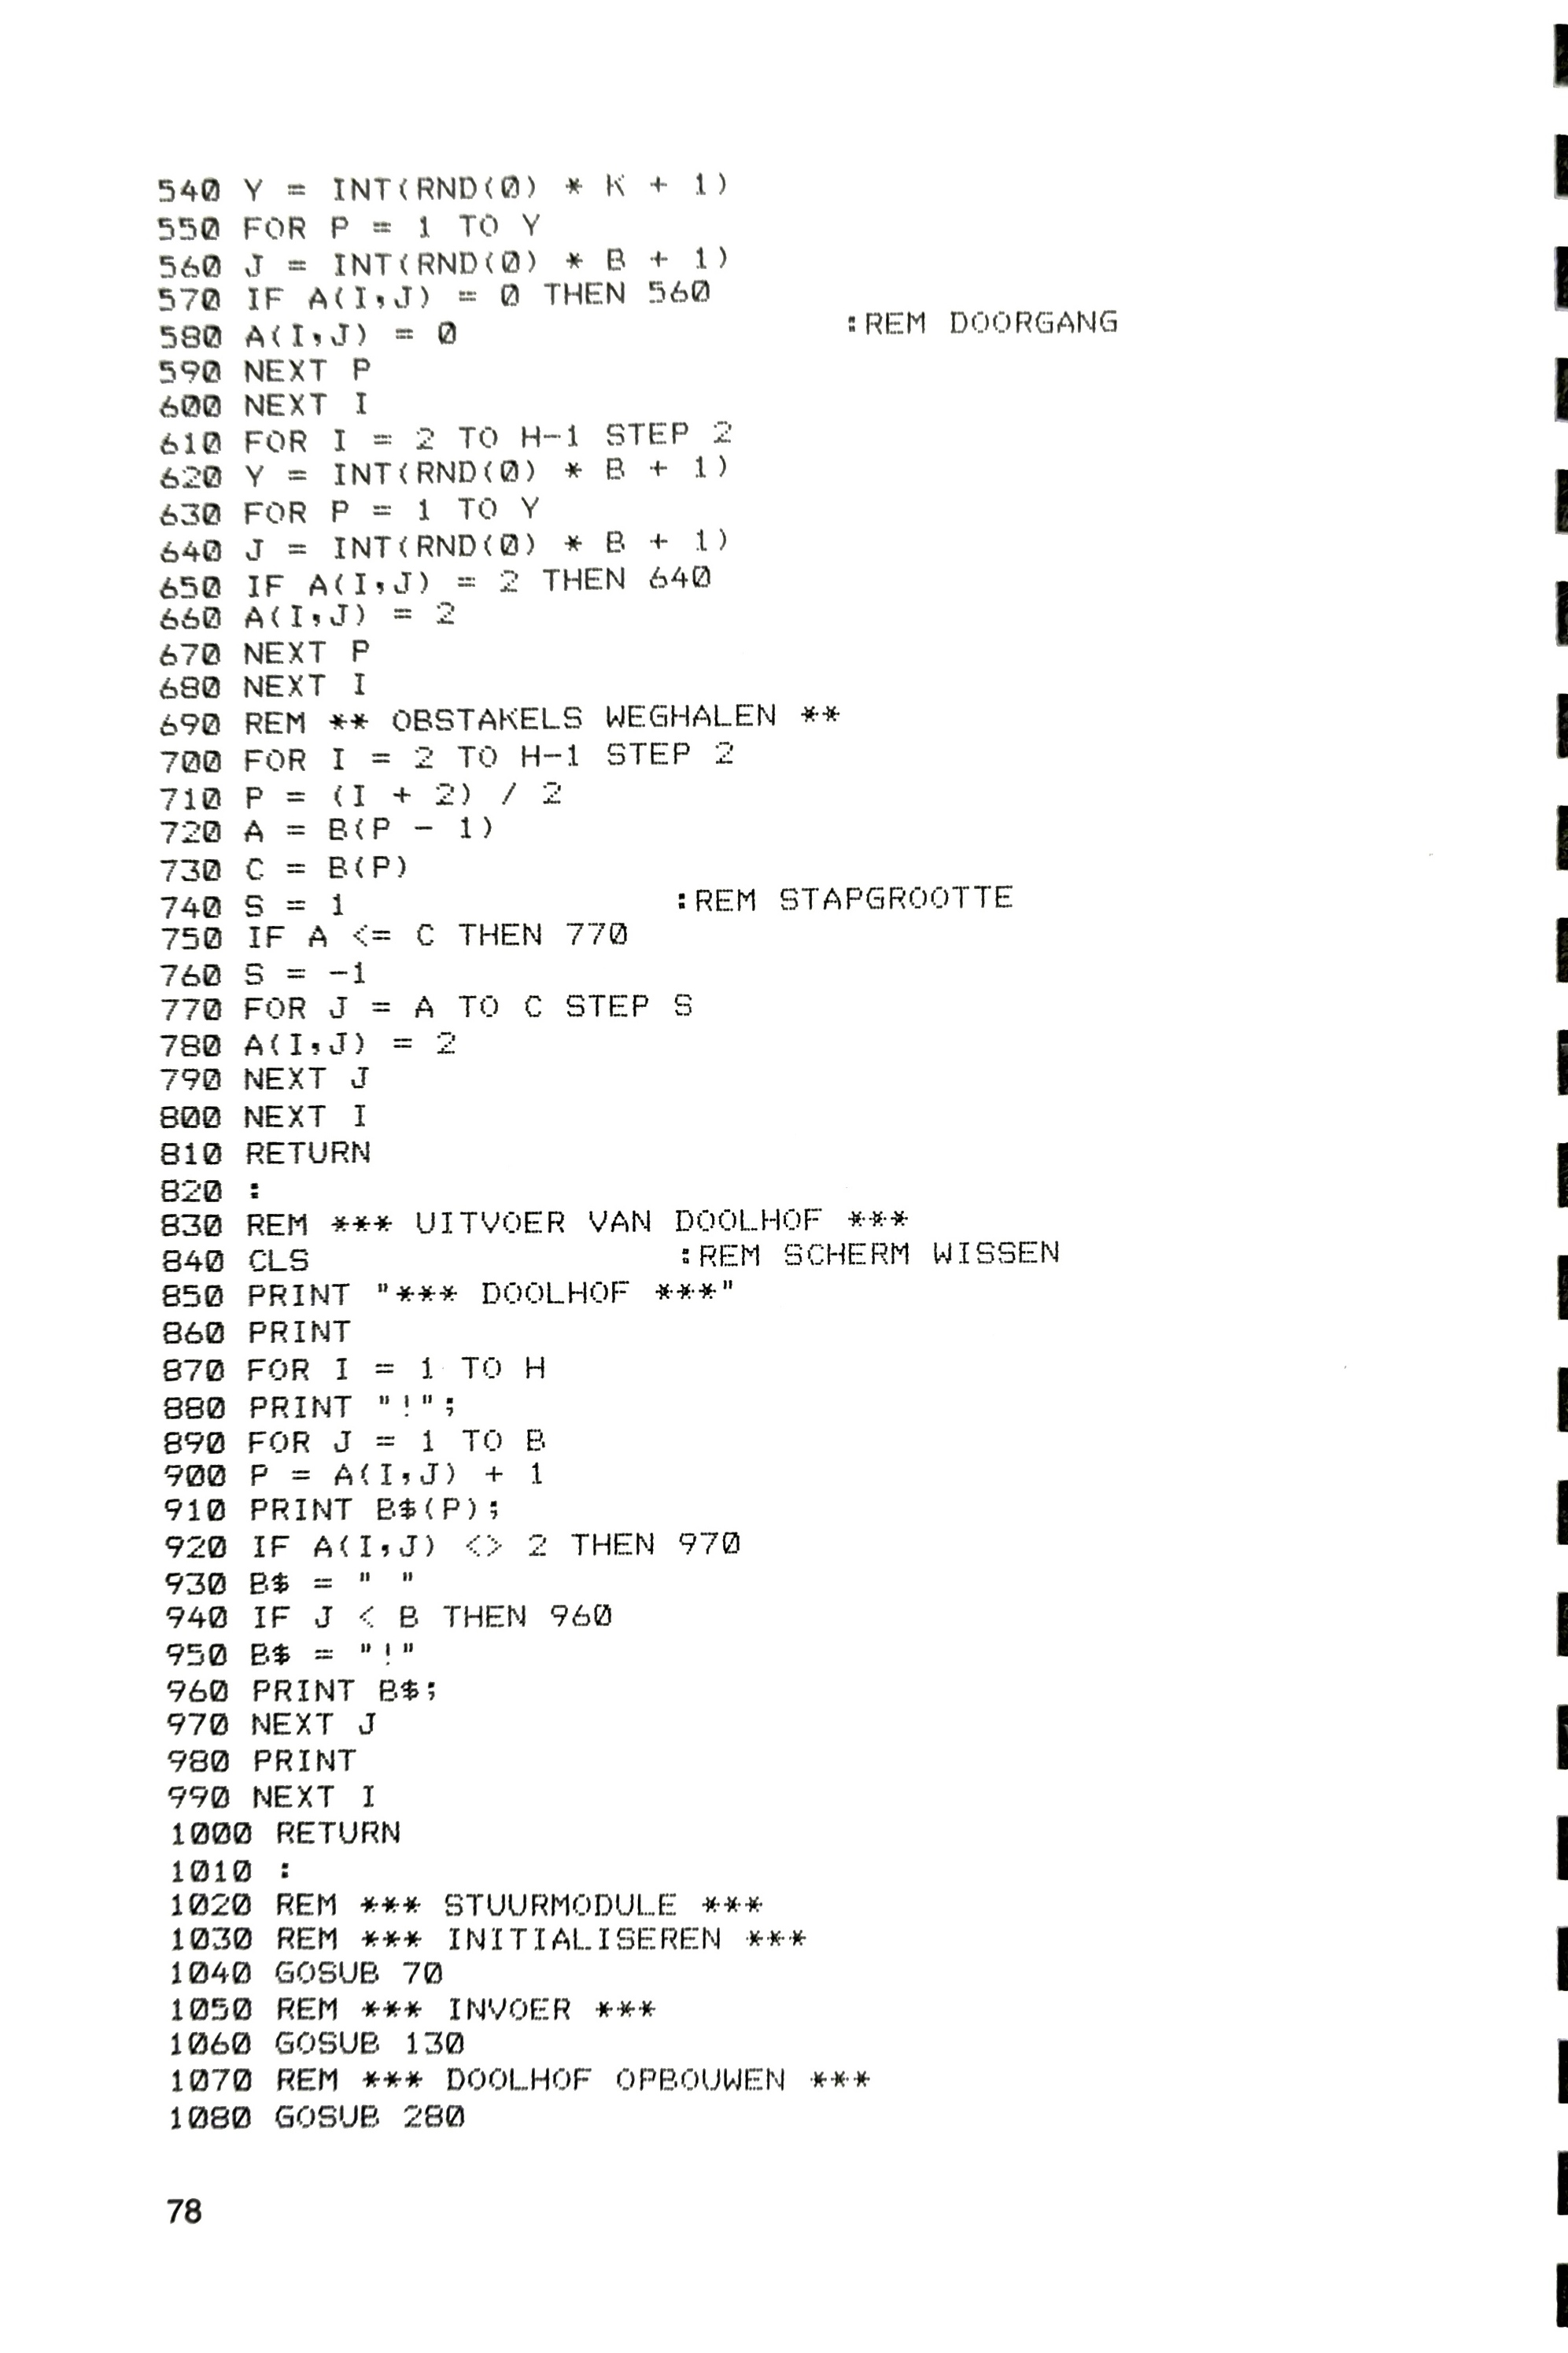 540 Y = INT(RND(0) * K + 1)
550 FOR P = 1 TO Y
560 J = INT(RND(0) * B + 1)
570 IF A(I,J) = 0 THEN 560
580 A(I,J) = 0 :REM DOORGANG
590 NEXT P
600 NEXT I
610 FOR I = 2 TO H-1 STEP 2
620 Y = INT(RND(0) * B + 1)
630 FOR P = 1 TO Y
640 J = INT(RND(0) * B + 1)
650 IF A(I,J) = 2 THEN 640
660 A(I,J) = 2
670 NEXT P
680 NEXT I
690 REM ** OBSTAKELS WEGHALEN **
700 FOR I = 2 TO H-1 STEP 2
710 P = (I + 2) / 2
720 A = B(P - 1)
730 C = B(P)
740 S = 1 :REM STAPGROOTTE
750 IF A <= C THEN 770
760 S = -1
770 FOR J = A TO C STEP S
780 A(I,J) = 2
790 NEXT J
800 NEXT I
810 RETURN
820 :
830 REM *** UITVOER VAN DOOLHOF ***
840 CLS :REM SCHERM WISSEN
850 PRINT "*** DOOLHOF ***"
860 PRINT
870 FOR I = 1 TO H
880 PRINT "!";
890 FOR J = 1 TO B
900 P = A(I,J) + 1
910 PRINT B$(P);
920 IF A(I,J) <> 2 THEN 970
930 B$ = " "
940 IF J < B THEN 960
950 B$ = "!"
960 PRINT B$;
970 NEXT J
980 PRINT
990 NEXT I
1000 RETURN
1010 :
1020 REM *** STUURMODULE ***
1030 REM *** INITIALISEREN ***
1040 GOSUB 70
1050 REM *** INVOER ***
1060 GOSUB 130
1070 REM *** DOOLHOF OPBOUWEN ***
1080 GOSUB 280
78